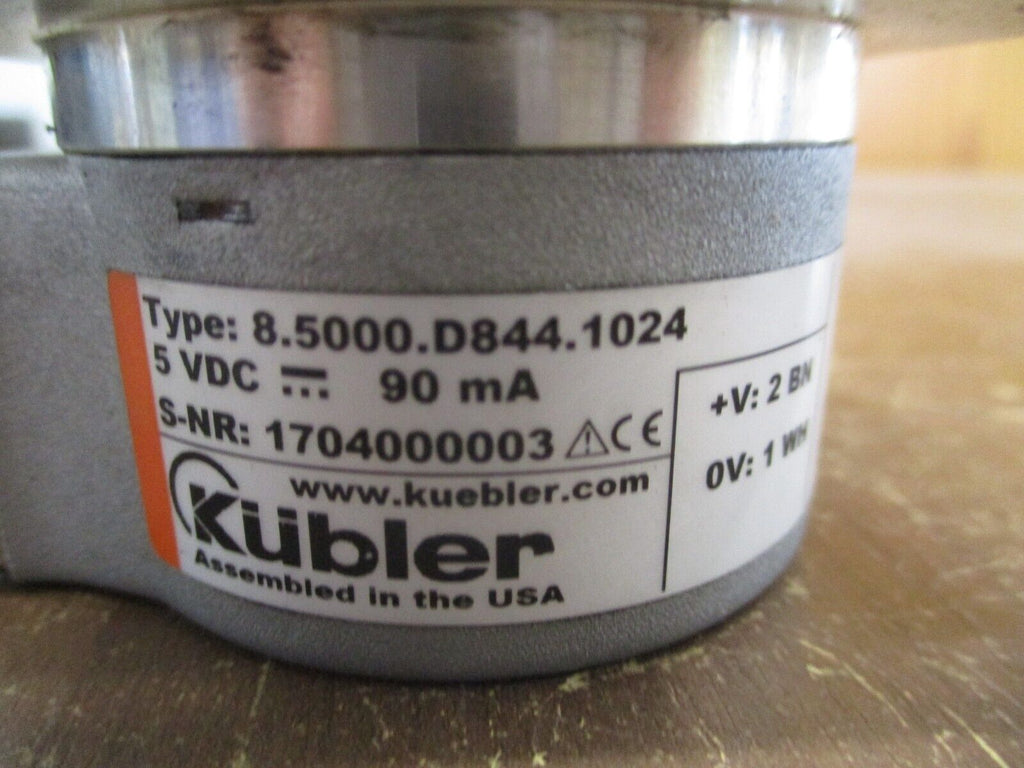 Type: 8.5000.D844.1024
5 VDC 90 mA
S-NR: 1704000003 CE
www.kuebler.com
Kübler
Assembled in the USA
+V: 2 BN
0V: 1 WH